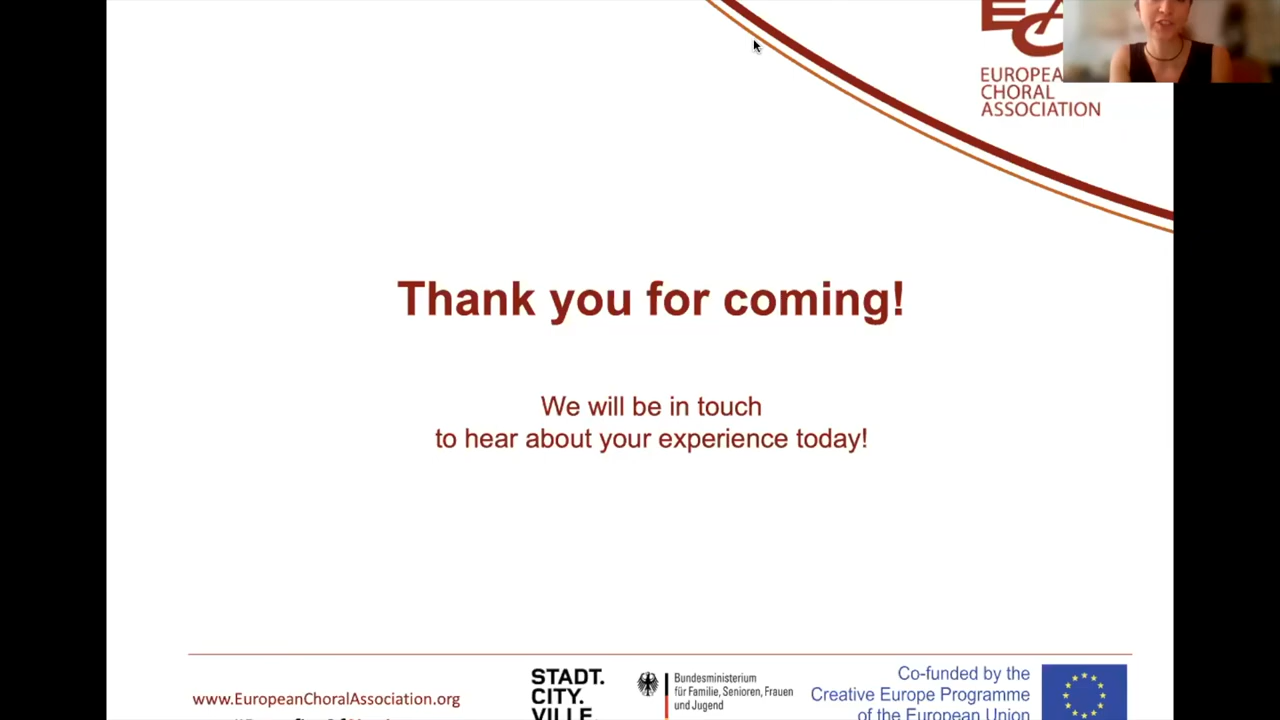 EUROPEA
CHORAL
ASSOCIATION
Thank you for coming!
We will be in touch
to hear about your experience today!
www.EuropeanChoralAssociation.org
STADT.
CITY.
VILLE.
Bundesministerium
für Familie, Senioren, Frauen
und Jugend
Co-funded by the
Creative Europe Programme
of the European Union